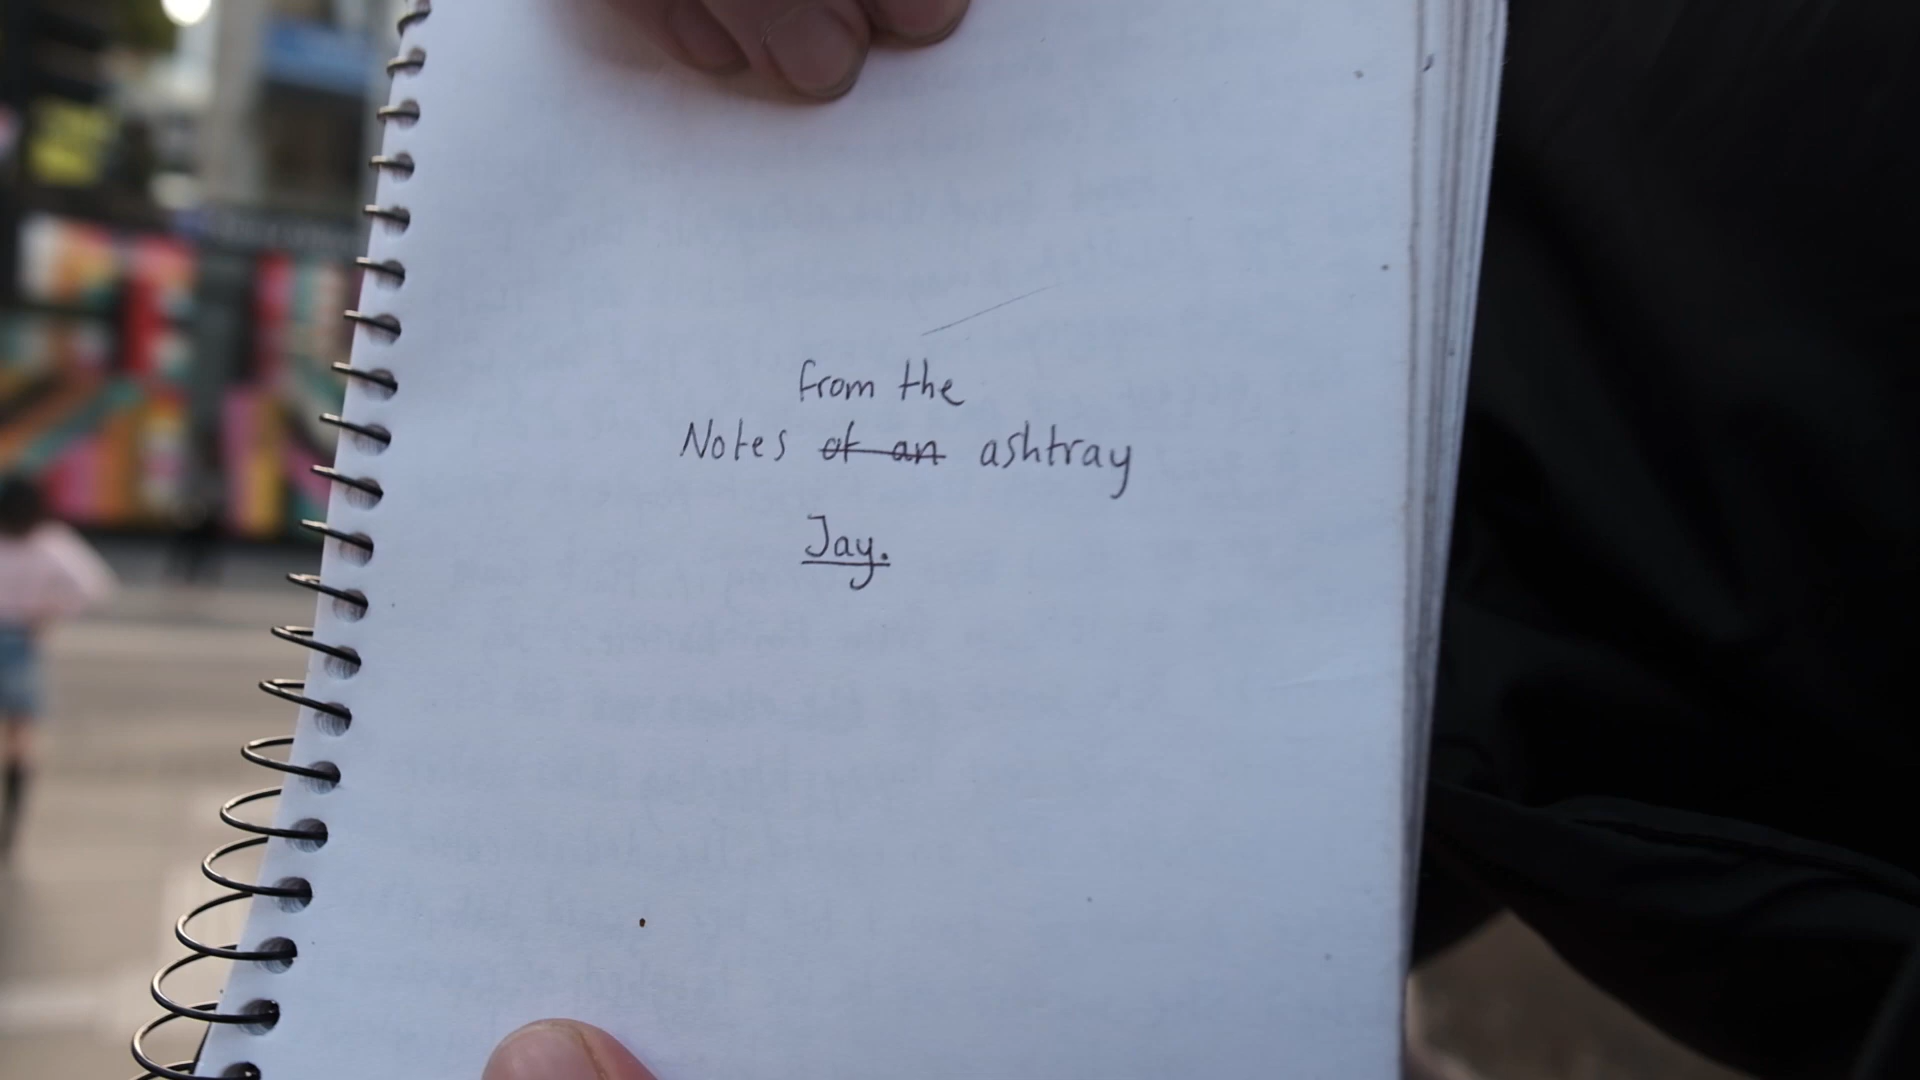 from the
Notes of an ashtray
Jay.